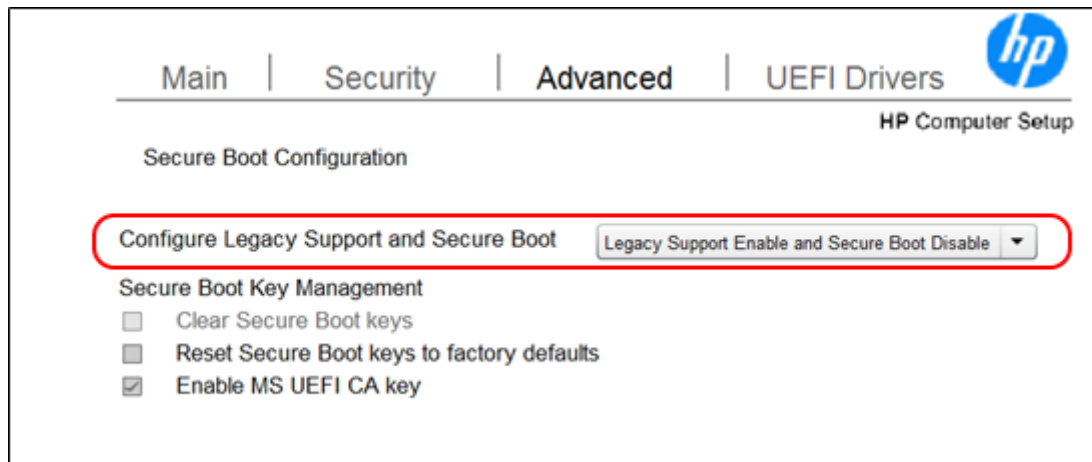 hp
Main | Security | Advanced | UEFI Drivers
HP Computer Setup
Secure Boot Configuration
Configure Legacy Support and Secure Boot Legacy Support Enable and Secure Boot Disable
Secure Boot Key Management
Clear Secure Boot keys
Reset Secure Boot keys to factory defaults
Enable MS UEFI CA key